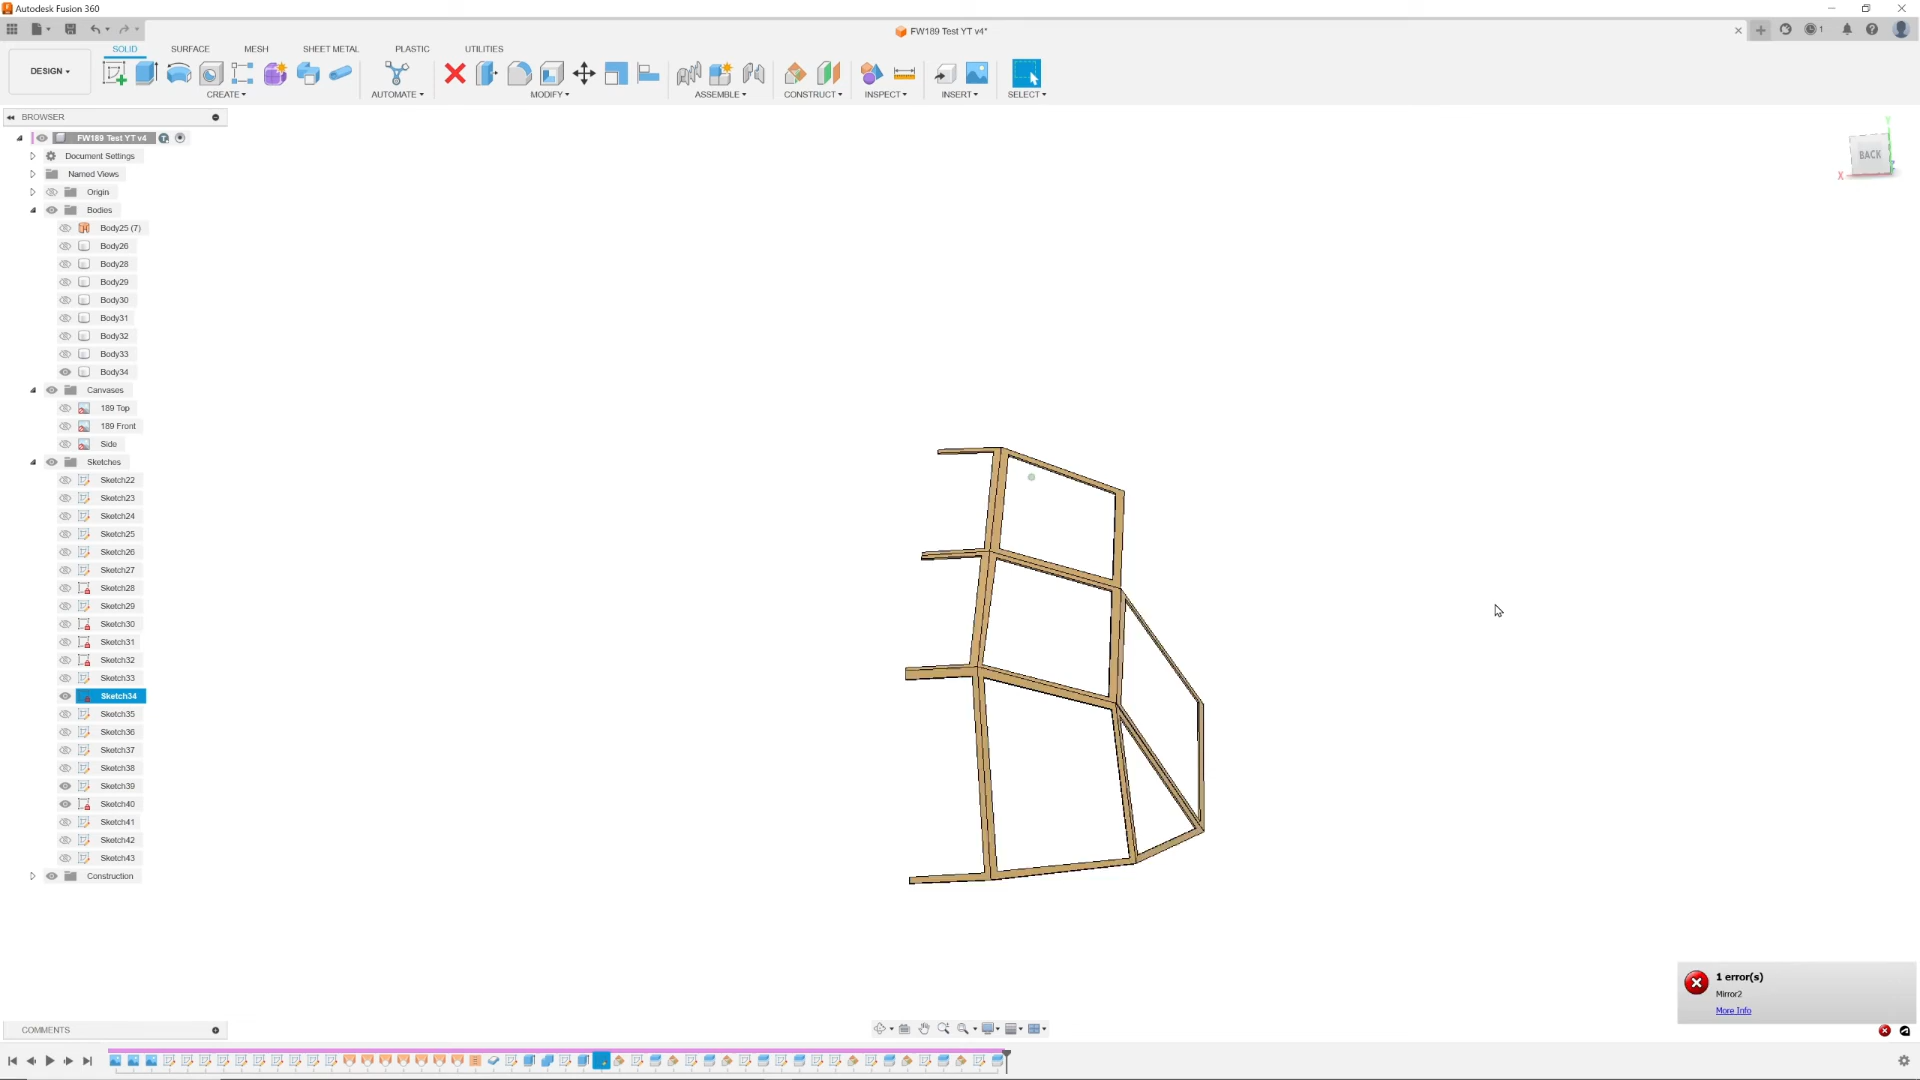 Autodesk Fusion 360
FW189 Test YT v4*
1
DESIGN
SOLID
SURFACE
MESH
SHEET METAL
PLASTIC
UTILITIES
CREATE
AUTOMATE
MODIFY
ASSEMBLE
CONSTRUCT
INSPECT
INSERT
SELECT
BROWSER
FW189 Test YT v4
Document Settings
Named Views
Origin
Bodies
Body25 (7)
Body26
Body28
Body29
Body30
Body31
Body32
Body33
Body34
Canvases
189 Top
189 Front
Side
Sketches
Sketch22
Sketch23
Sketch24
Sketch25
Sketch26
Sketch27
Sketch28
Sketch29
Sketch30
Sketch31
Sketch32
Sketch33
Sketch34
Sketch35
Sketch36
Sketch37
Sketch38
Sketch39
Sketch40
Sketch41
Sketch42
Sketch43
Construction
BACK
X
1 error(s)
Mirror2
More Info
COMMENTS